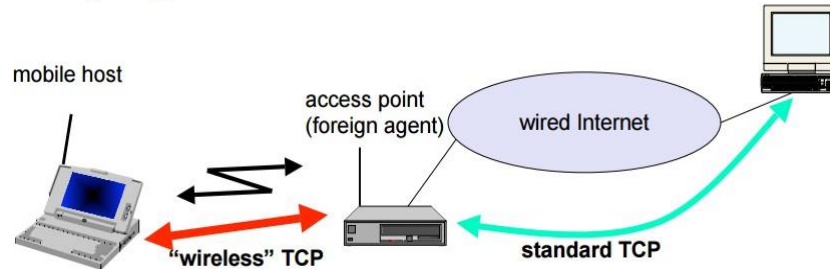 mobile host
access point
(foreign agent)
wired Internet
“wireless” TCP
standard TCP